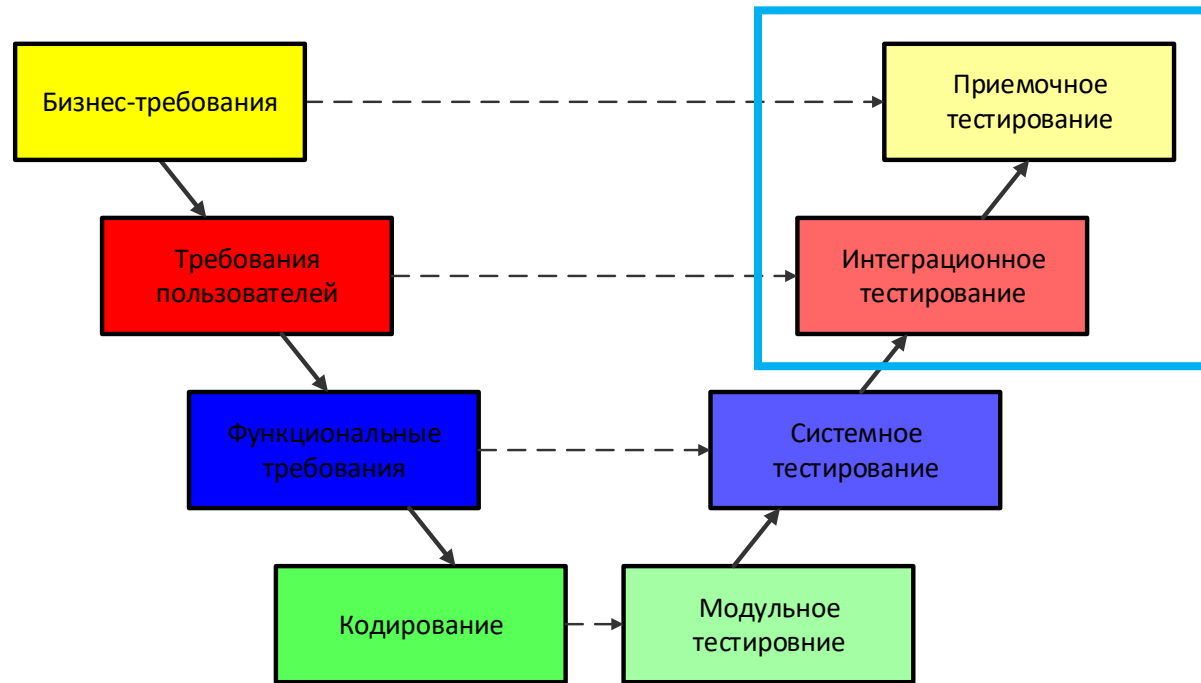 Бизнес-требования
Приемочное
тестирование
Требования
пользователей
Интеграционное
тестирование
Функциональные
требования
Системное
тестирование
Кодирование
Модульное
тестировние